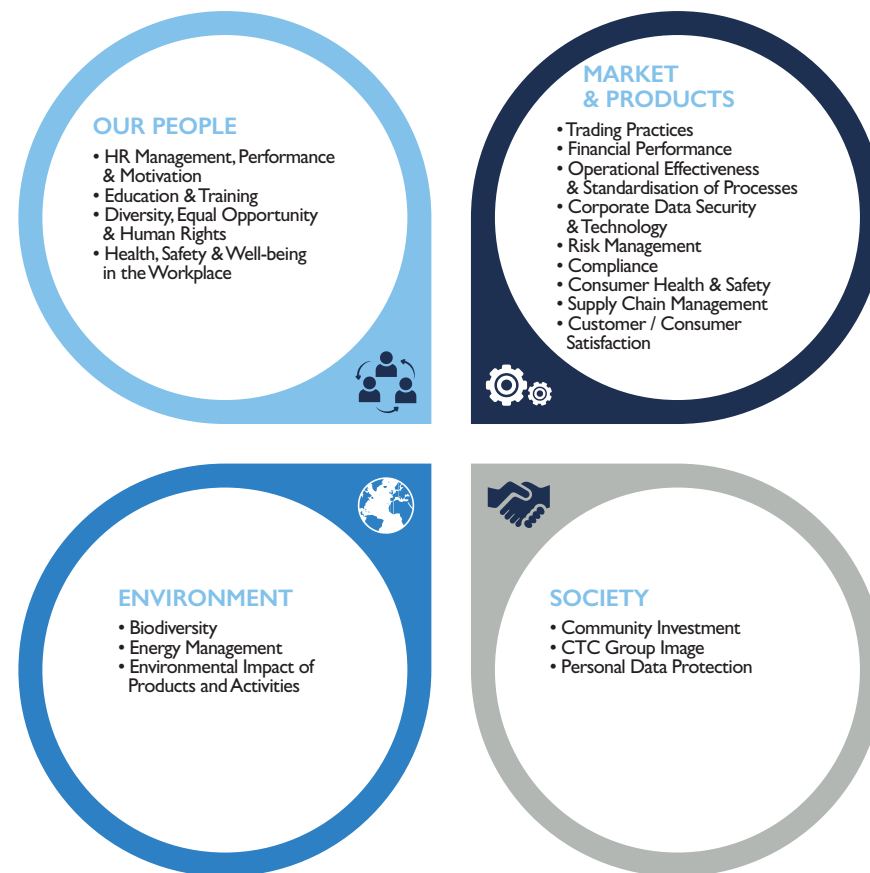 OUR PEOPLE
• HR Management, Performance
& Motivation
• Education & Training
• Diversity, Equal Opportunity
& Human Rights
• Health, Safety & Well-being
in the Workplace
MARKET
& PRODUCTS
• Trading Practices
• Financial Performance
• Operational Effectiveness
& Standardisation of Processes
• Corporate Data Security
& Technology
• Risk Management
• Compliance
• Consumer Health & Safety
• Supply Chain Management
• Customer / Consumer
Satisfaction
ENVIRONMENT
• Biodiversity
• Energy Management
• Environmental Impact of
Products and Activities
SOCIETY
• Community Investment
• CTC Group Image
• Personal Data Protection